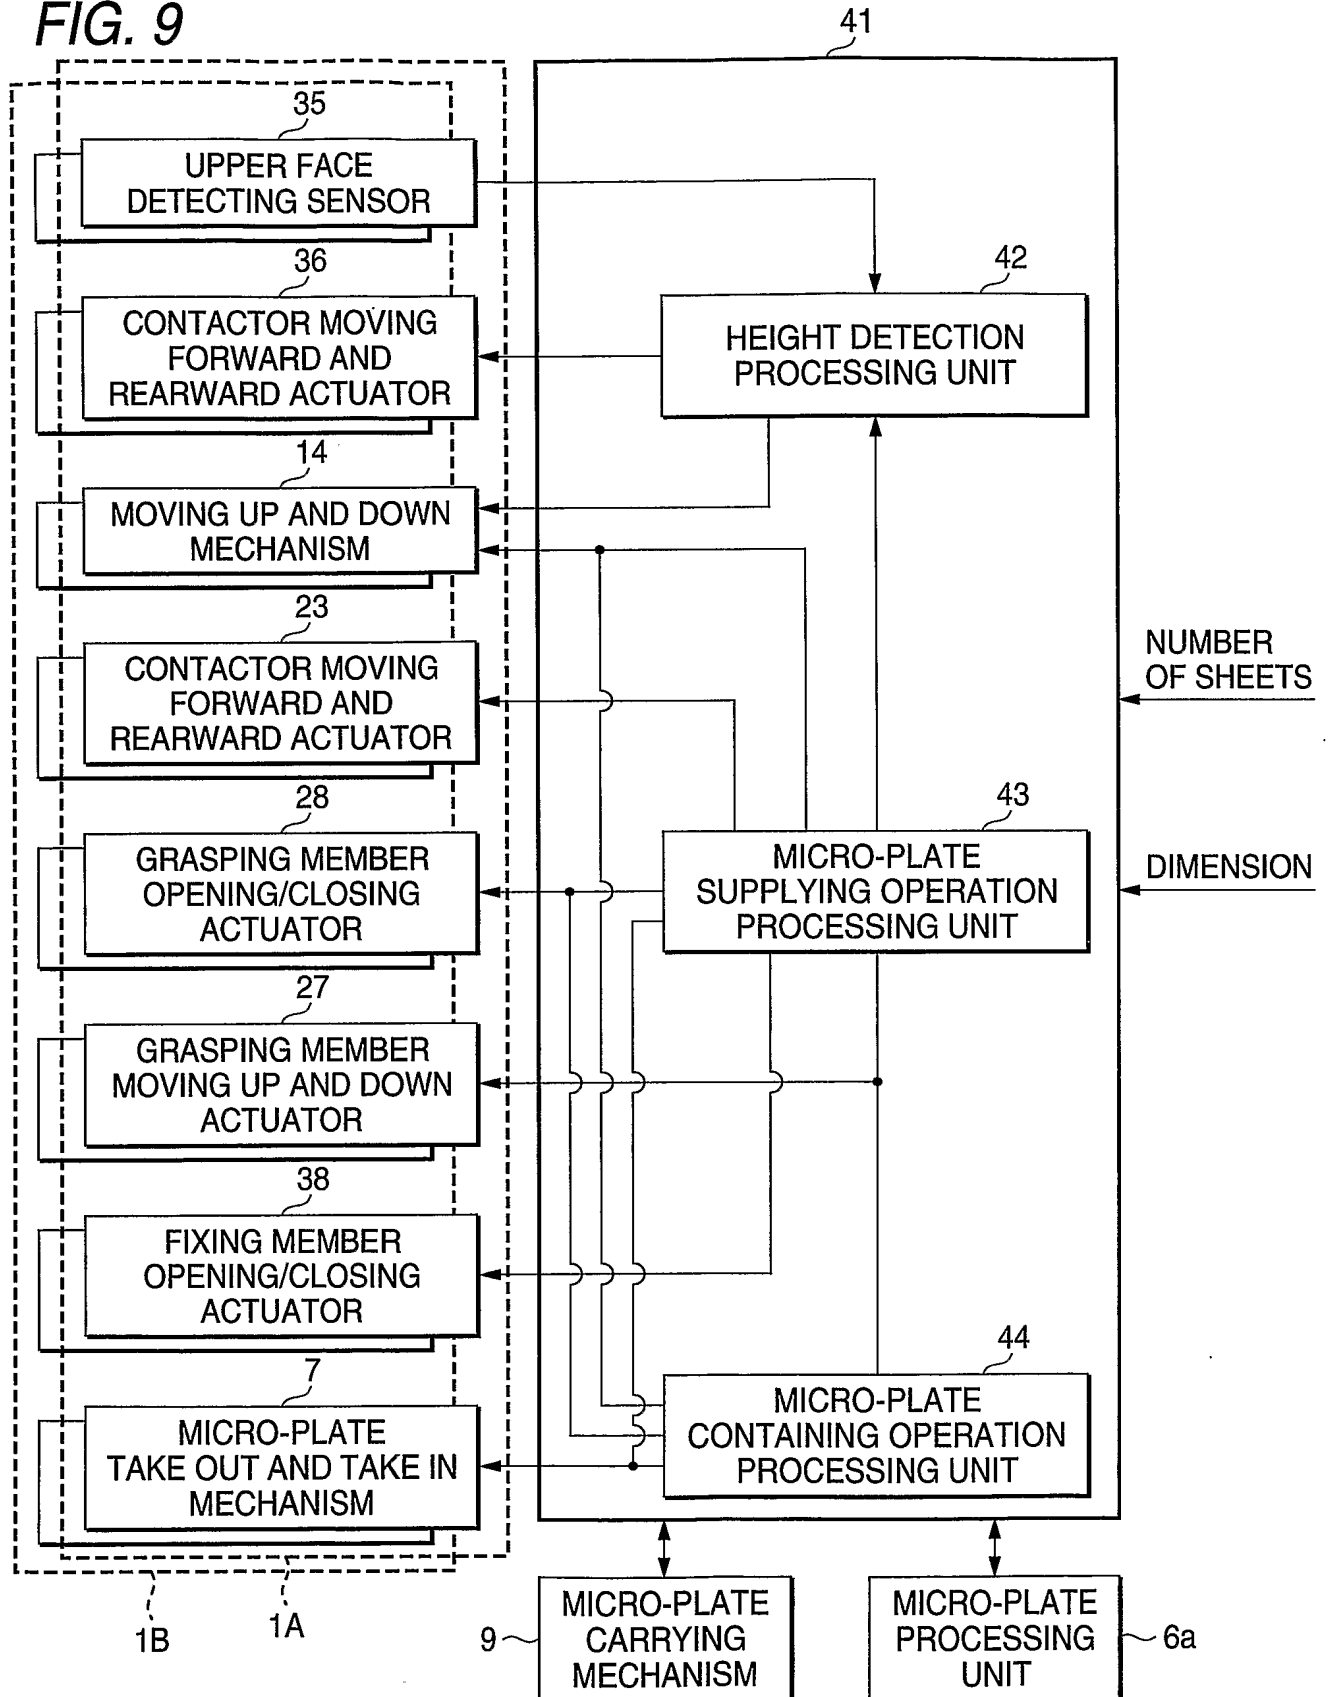 FIG. 9
41
35
UPPER FACE
DETECTING SENSOR
36
CONTACTOR MOVING
FORWARD AND
REARWARD ACTUATOR
42
HEIGHT DETECTION
PROCESSING UNIT
14
MOVING UP AND DOWN
MECHANISM
23
CONTACTOR MOVING
FORWARD AND
REARWARD ACTUATOR
NUMBER
OF SHEETS
28
GRASPING MEMBER
OPENING/CLOSING
ACTUATOR
43
MICRO-PLATE
SUPPLYING OPERATION
PROCESSING UNIT
DIMENSION
27
GRASPING MEMBER
MOVING UP AND DOWN
ACTUATOR
38
FIXING MEMBER
OPENING/CLOSING
ACTUATOR
7
MICRO-PLATE
TAKE OUT AND TAKE IN
MECHANISM
44
MICRO-PLATE
CONTAINING OPERATION
PROCESSING UNIT
1B
1A
9
MICRO-PLATE
CARRYING
MECHANISM
MICRO-PLATE
PROCESSING
UNIT
6a